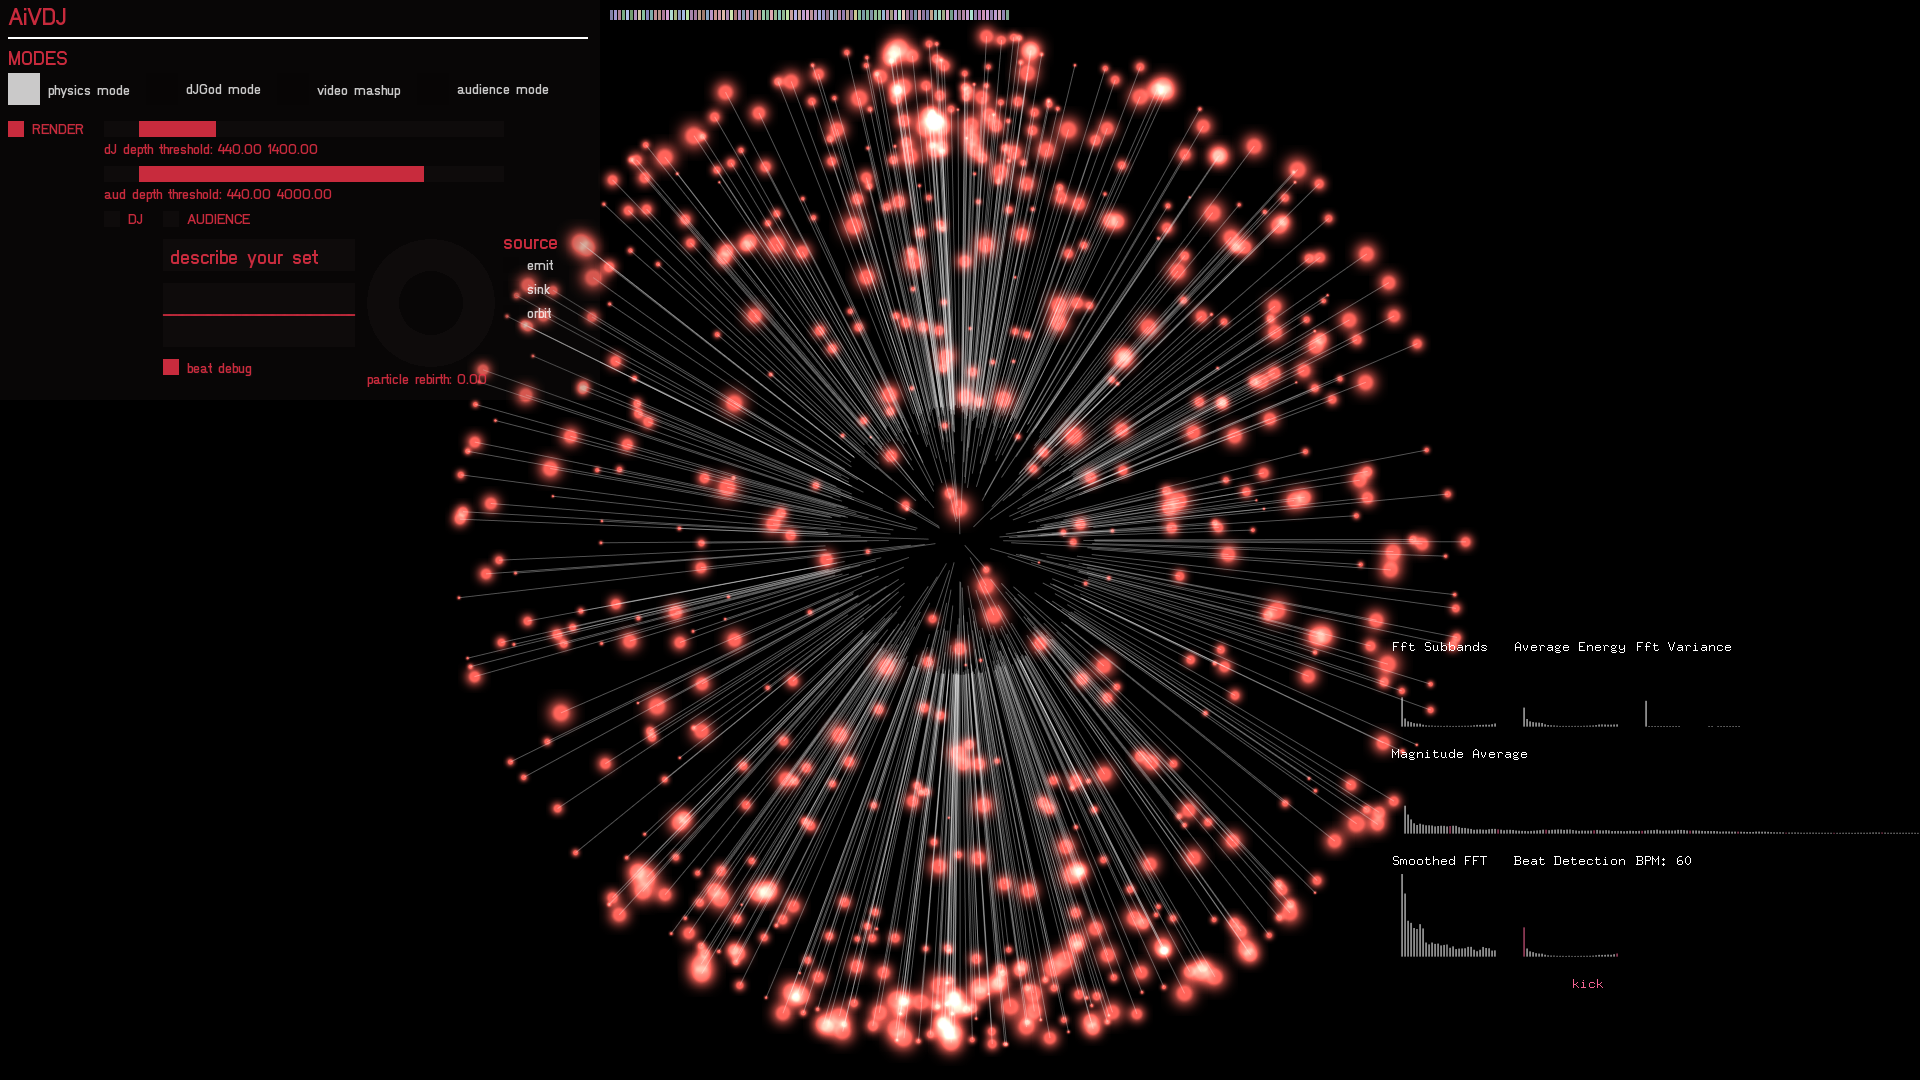 AiVDJ
MODES
physics mode dJGod mode video mashup audience mode
RENDER
dJ depth threshold: 440.00 1400.00
aud depth threshold: 440.00 4000.00
DJ AUDIENCE
describe your set
source
emit
sink
orbit
beat debug
particle rebirth: 0.00
Fft Subbands Average Energy Fft Variance
Magnitude Average
Smoothed FFT Beat Detection BPM: 60
kick